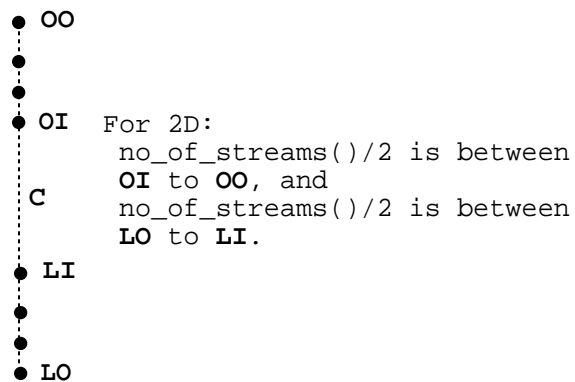 OO
OI
For 2D:
no_of_streams()/2 is between
OI to OO, and
C
no_of_streams()/2 is between
LO to LI.
LI
LO